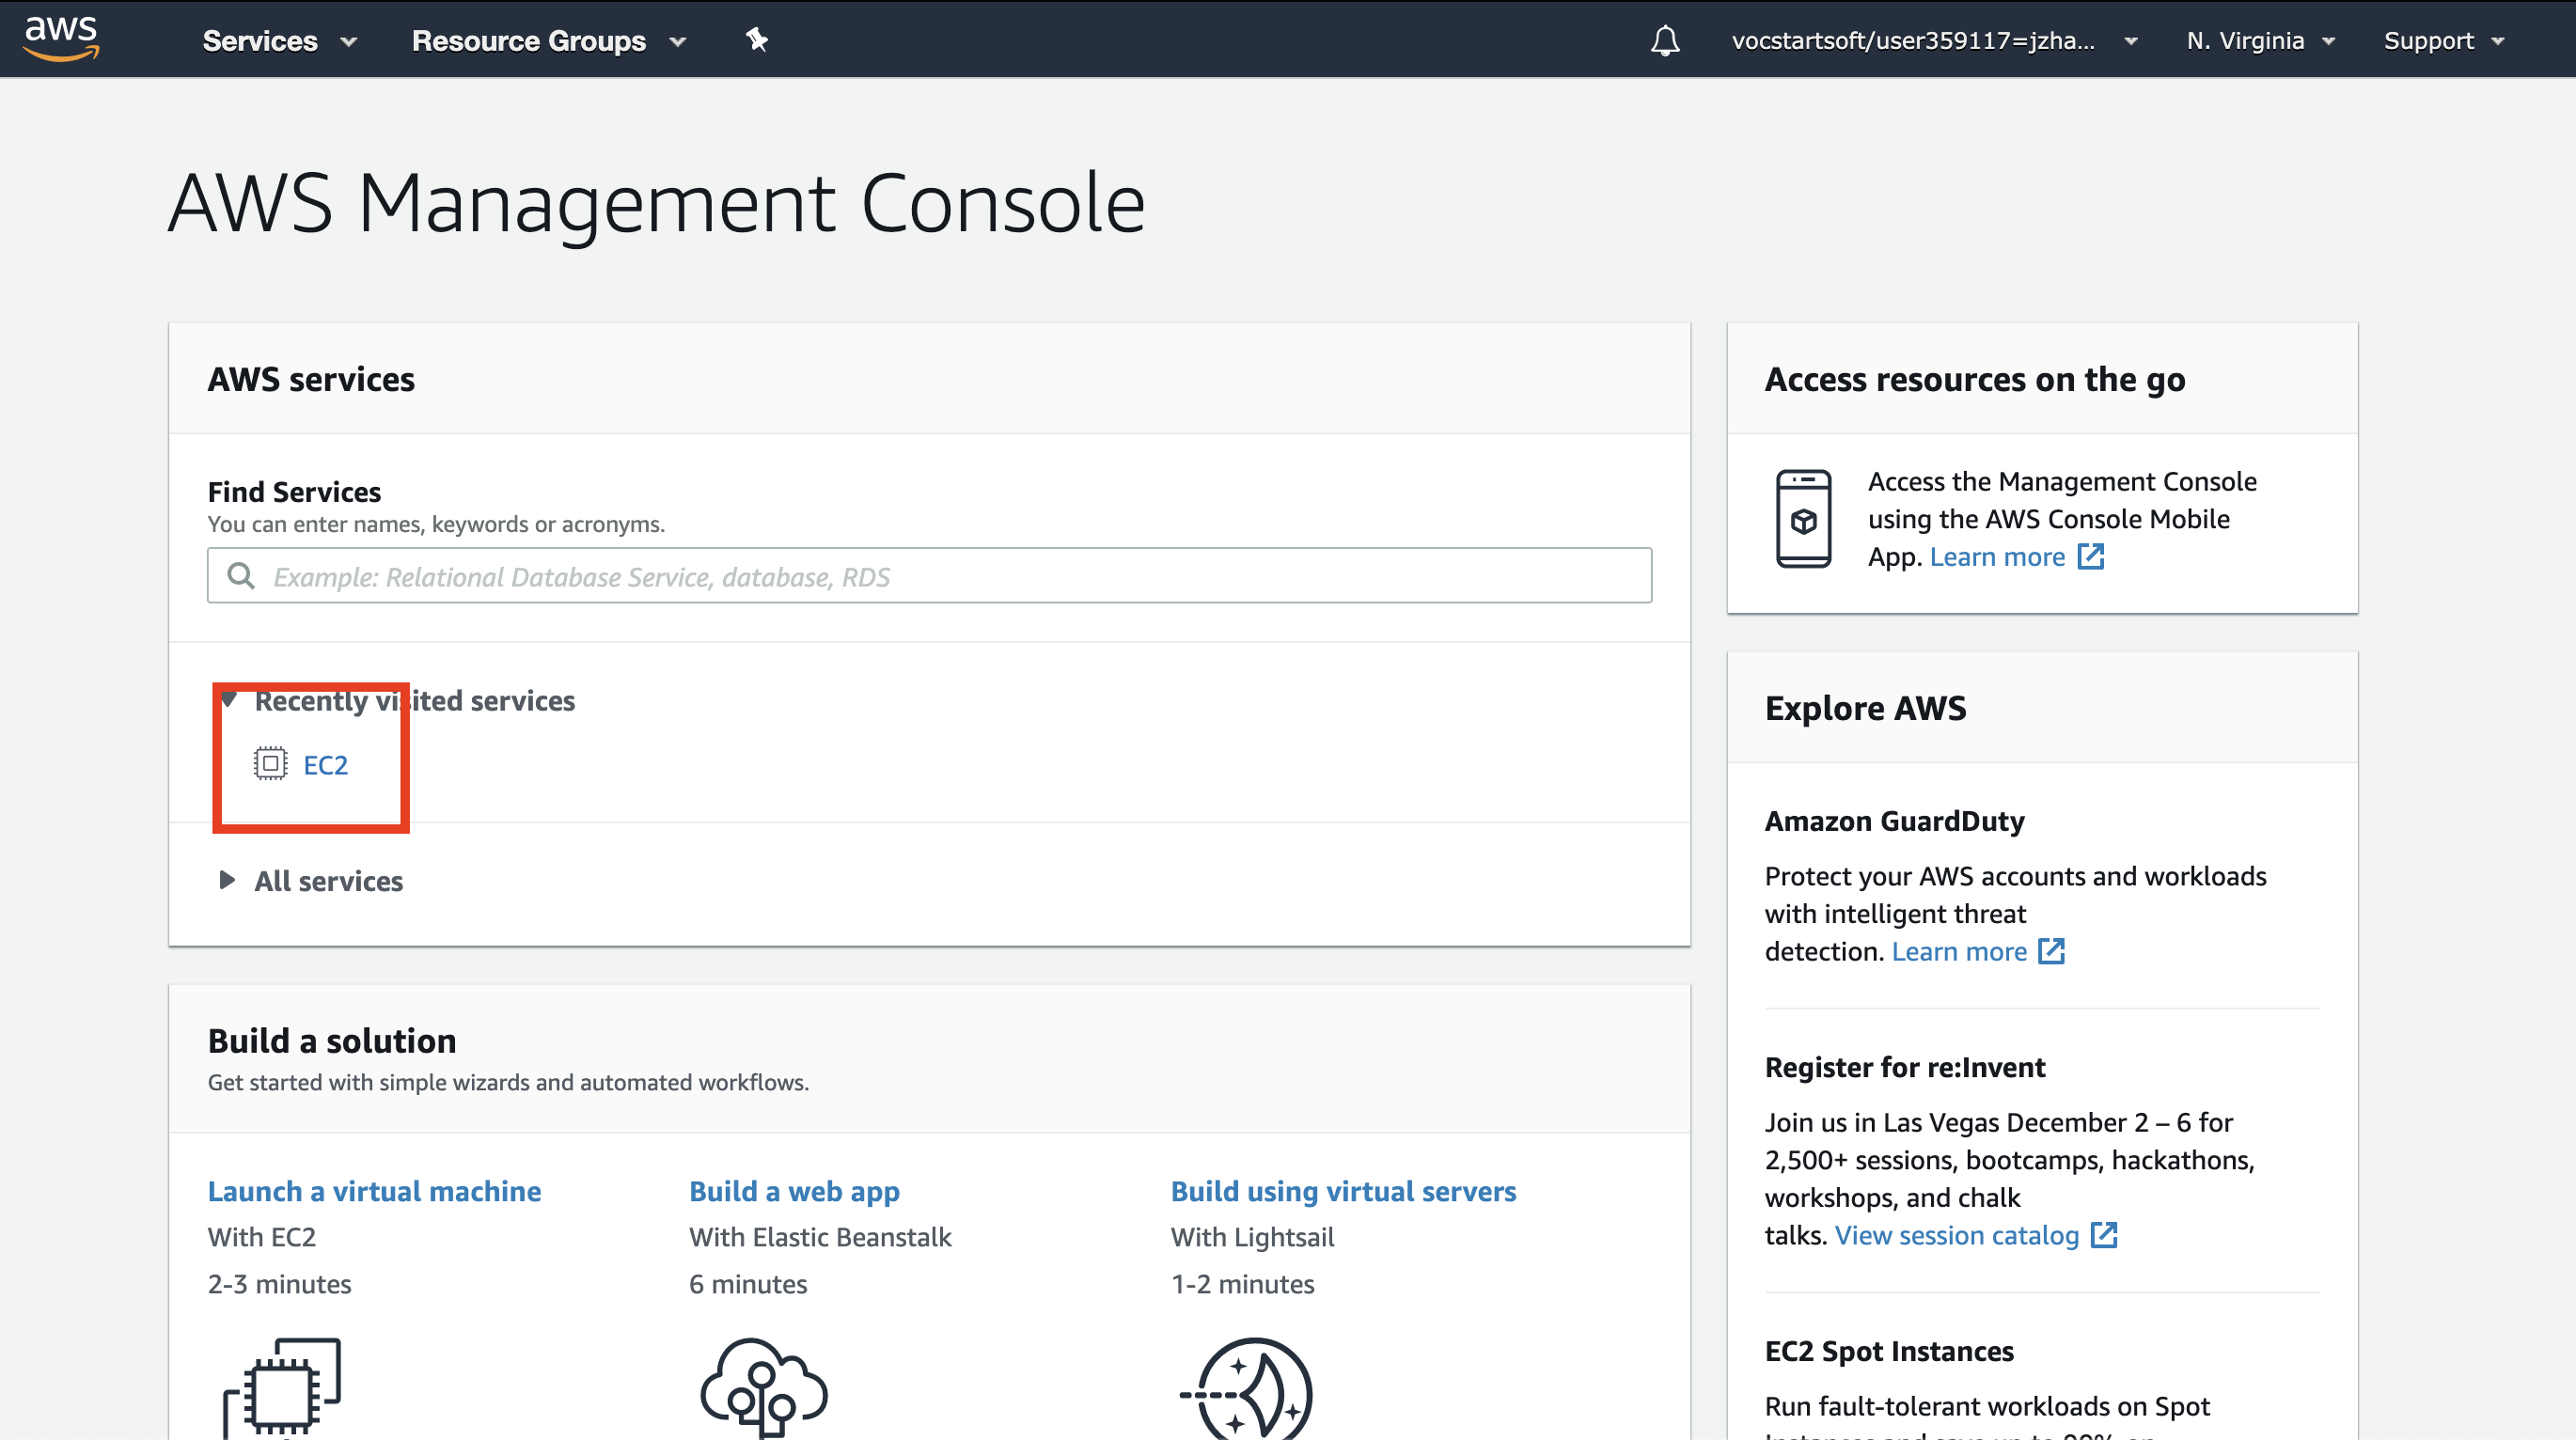 aws
Services
Resource Groups
vocstartsoft/user359117=jzha...
N. Virginia
Support
AWS Management Console
AWS services
Find Services
You can enter names, keywords or acronyms.
Example: Relational Database Service, database, RDS
Recently visited services
EC2
All services
Build a solution
Get started with simple wizards and automated workflows.
Launch a virtual machine
With EC2
2-3 minutes
Build a web app
With Elastic Beanstalk
6 minutes
Build using virtual servers
With Lightsail
1-2 minutes
Access resources on the go
Access the Management Console
using the AWS Console Mobile
App. Learn more
Explore AWS
Amazon GuardDuty
Protect your AWS accounts and workloads
with intelligent threat
detection. Learn more
Register for re:Invent
Join us in Las Vegas December 2 – 6 for
2,500+ sessions, bootcamps, hackathons,
workshops, and chalk
talks. View session catalog
EC2 Spot Instances
Run fault-tolerant workloads on Spot